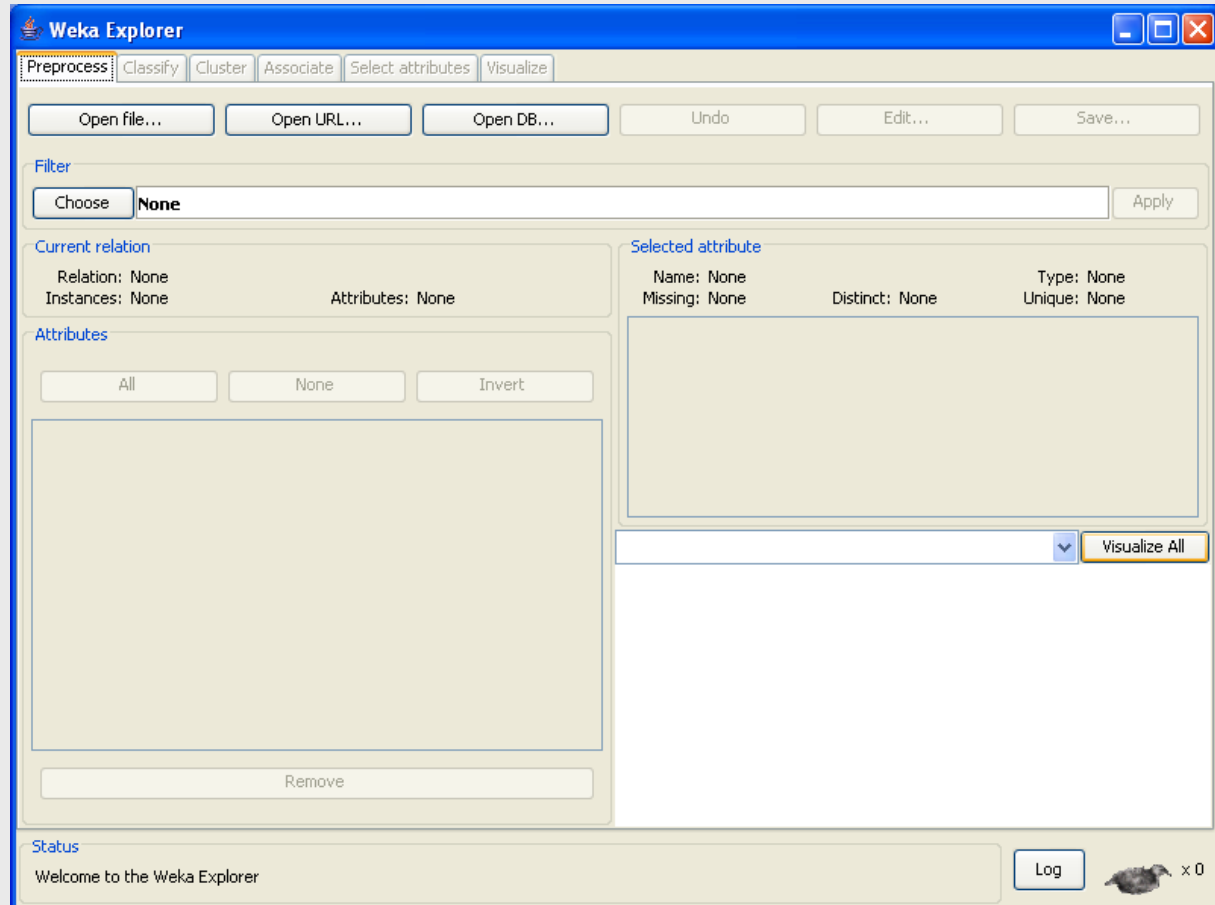 Weka Explorer
Preprocess Classify Cluster Associate Select attributes Visualize
Open file... Open URL... Open DB... Undo Edit... Save...
Filter
Choose None Apply
Current relation
Relation: None
Instances: None Attributes: None
Selected attribute
Name: None Type: None
Missing: None Distinct: None Unique: None
Attributes
All None Invert
Remove
Visualize All
Status
Welcome to the Weka Explorer
Log x 0